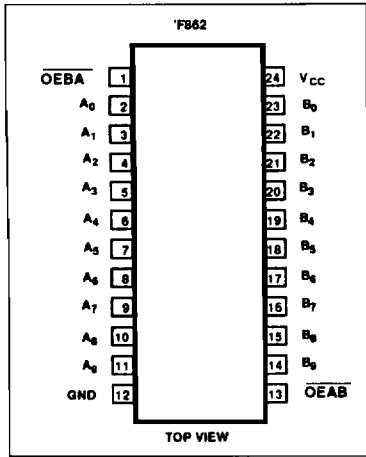 'F862
OEBA 1 24 VCC
A0 2 23 B0
A1 3 22 B1
A2 4 21 B2
A3 5 20 B3
A4 6 19 B4
A5 7 18 B5
A6 8 17 B6
A7 9 16 B7
A8 10 15 B8
A9 11 14 B9
GND 12 13 OEAB
TOP VIEW